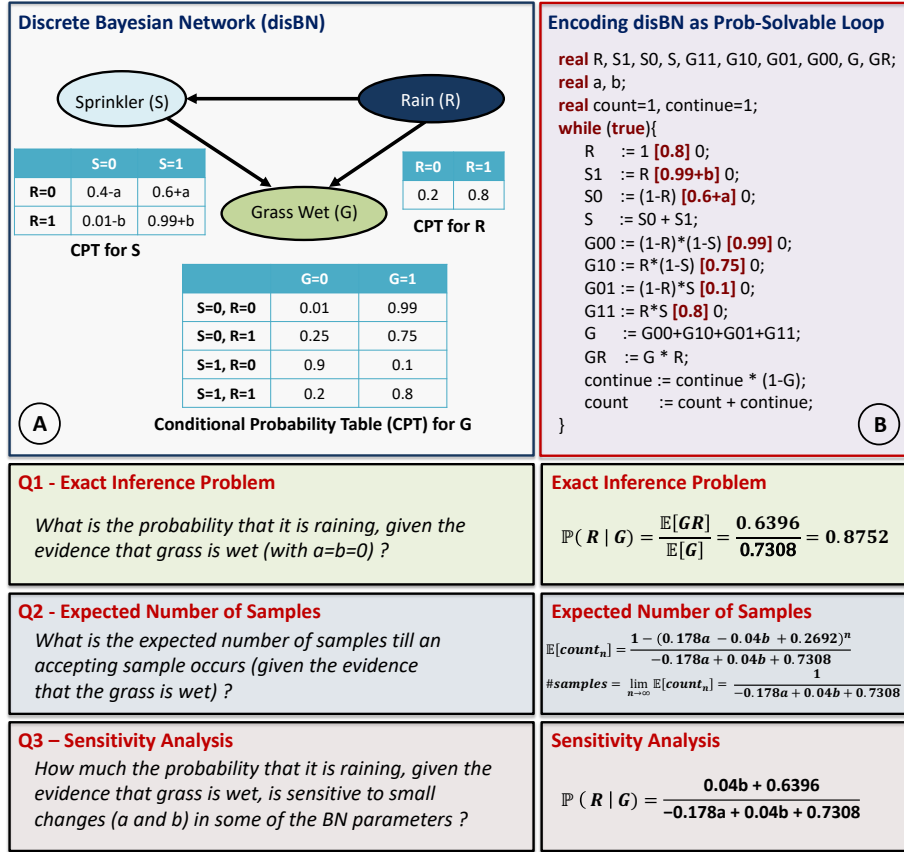 Discrete Bayesian Network (disBN)
Sprinkler (S)
Rain (R)
Grass Wet (G)
S=0 S=1
R=0 0.4-a 0.6+a
R=1 0.01-b 0.99+b
CPT for S
R=0 R=1
0.2 0.8
CPT for R
G=0 G=1
S=0, R=0 0.01 0.99
S=0, R=1 0.25 0.75
S=1, R=0 0.9 0.1
S=1, R=1 0.2 0.8
Conditional Probability Table (CPT) for G
A
Encoding disBN as Prob-Solvable Loop
real R, S1, S0, S, G11, G10, G01, G00, G, GR;
real a, b;
real count=1, continue=1;
while (true){
R := 1 [0.8] 0;
S1 := R [0.99+b] 0;
S0 := (1-R) [0.6+a] 0;
S := S0 + S1;
G00 := (1-R)*(1-S) [0.99] 0;
G10 := R*(1-S) [0.75] 0;
G01 := (1-R)*S [0.1] 0;
G11 := R*S [0.8] 0;
G := G00+G10+G01+G11;
GR := G * R;
continue := continue * (1-G);
count := count + continue;
}
B
Q1 - Exact Inference Problem
What is the probability that it is raining, given the
evidence that grass is wet (with a=b=0) ?
Exact Inference Problem
ℙ( R | G) = 𝔼[GR] / 𝔼[G] = 0.6396 / 0.7308 = 0.8752
Q2 - Expected Number of Samples
What is the expected number of samples till an
accepting sample occurs (given the evidence
that the grass is wet) ?
Expected Number of Samples
𝔼[count_n] = 1 − (0.178a − 0.04b + 0.2692)^n / −0.178a + 0.04b + 0.7308
#samples = lim n→∞ 𝔼[count_n] = 1 / −0.178a + 0.04b + 0.7308
Q3 – Sensitivity Analysis
How much the probability that it is raining, given the
evidence that grass is wet, is sensitive to small
changes (a and b) in some of the BN parameters ?
Sensitivity Analysis
ℙ ( R | G) = 0.04b + 0.6396 / −0.178a + 0.04b + 0.7308